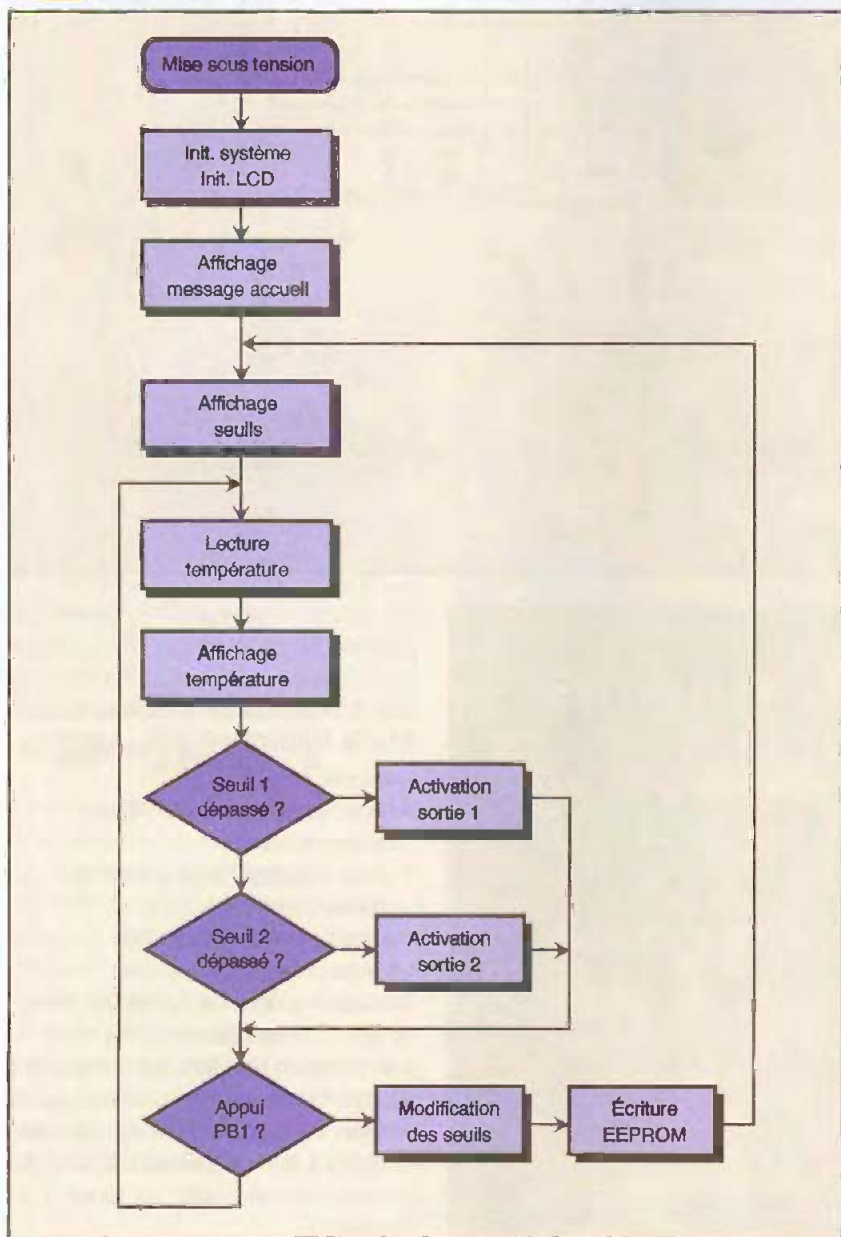 Mise sous tension
Init. système
Init. LCD
Affichage
message accueil
Affichage
seuils
Lecture
température
Affichage
température
Seuil 1
dépassé ?
Activation
sortie 1
Seuil 2
dépassé ?
Activation
sortie 2
Appui
PB1 ?
Modification
des seuils
Écriture
EEPROM